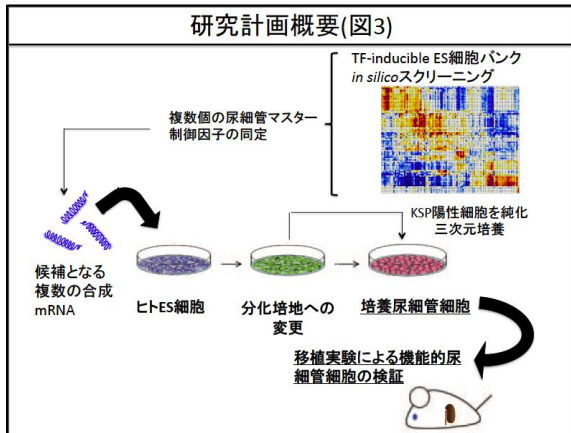 研究計画概要(図3)
TF-inducible ES細胞バンク
in silicoスクリーニング
複数個の尿細管マスター
制御因子の同定
KSP陽性細胞を純化
三次元培養
候補となる
複数の合成
mRNA
ヒトES細胞
分化培地への
変更
培養尿細管細胞
移植実験による機能的尿
細管細胞の検証